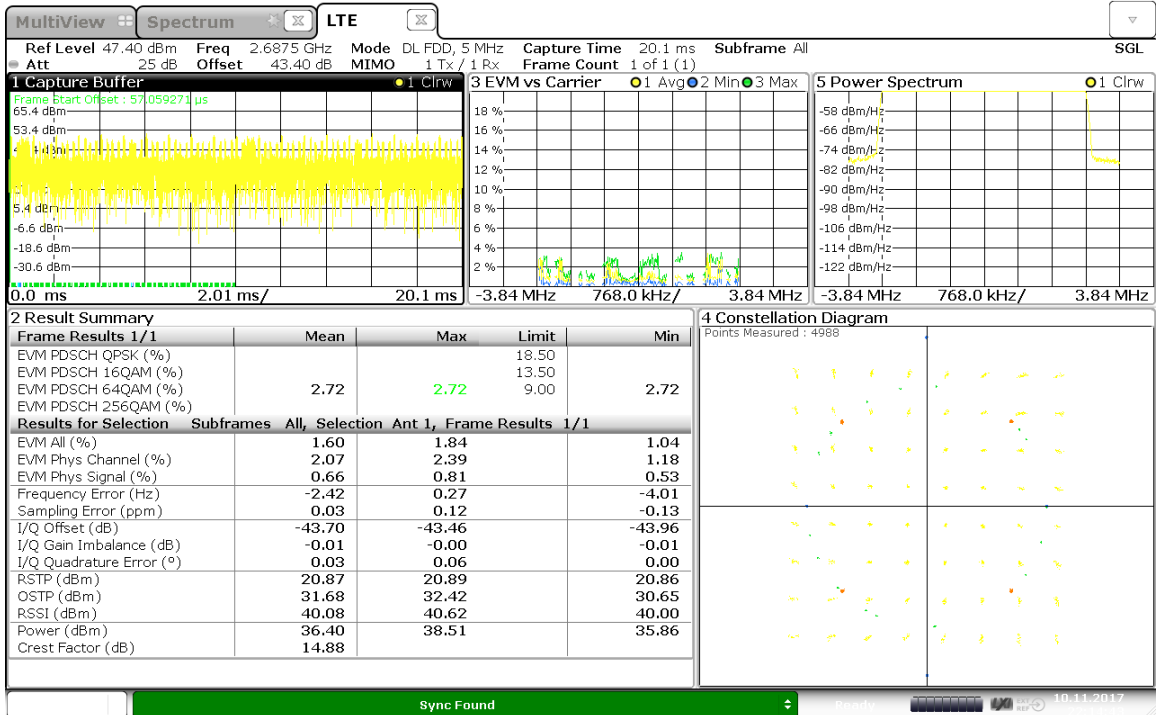 MultiView Spectrum LTE
Ref Level 47.40 dBm Freq 2.6875 GHz Mode DL FDD, 5 MHz Capture Time 20.1 ms Subframe All SGL
Att 25 dB Offset 43.40 dB MIMO 1 Tx / 1 Rx Frame Count 1 of 1 (1)
1 Capture Buffer 1 Clrw
Frame Start Offset : 57.059271 µs
65.4 dBm
53.4 dBm
5.4 dBm
-6.6 dBm
-18.6 dBm
-30.6 dBm
0.0 ms 2.01 ms/ 20.1 ms
3 EVM vs Carrier 1 Avg 2 Min 3 Max
18 %
16 %
14 %
12 %
10 %
8 %
6 %
4 %
2 %
-3.84 MHz 768.0 kHz/ 3.84 MHz
5 Power Spectrum 1 Clrw
-58 dBm/Hz
-66 dBm/Hz
-74 dBm/Hz
-82 dBm/Hz
-90 dBm/Hz
-98 dBm/Hz
-106 dBm/Hz
-114 dBm/Hz
-122 dBm/Hz
-3.84 MHz 768.0 kHz/ 3.84 MHz
2 Result Summary
Frame Results 1/1 Mean Max Limit Min
EVM PDSCH QPSK (%) 18.50
EVM PDSCH 16QAM (%) 13.50
EVM PDSCH 64QAM (%) 2.72 2.72 9.00 2.72
EVM PDSCH 256QAM (%)
Results for Selection Subframes All, Selection Ant 1, Frame Results 1/1
EVM All (%) 1.60 1.84 1.04
EVM Phys Channel (%) 2.07 2.39 1.18
EVM Phys Signal (%) 0.66 0.81 0.53
Frequency Error (Hz) -2.42 0.27 -4.01
Sampling Error (ppm) 0.03 0.12 -0.13
I/Q Offset (dB) -43.70 -43.46 -43.96
I/Q Gain Imbalance (dB) -0.01 -0.00 -0.01
I/Q Quadrature Error (º) 0.03 0.06 0.00
RSTP (dBm) 20.87 20.89 20.86
OSTP (dBm) 31.68 32.42 30.65
RSSI (dBm) 40.08 40.62 40.00
Power (dBm) 36.40 38.51 35.86
Crest Factor (dB) 14.88
4 Constellation Diagram
Points Measured : 4988
Sync Found
Ready LXI EXT REF 10.11.2017